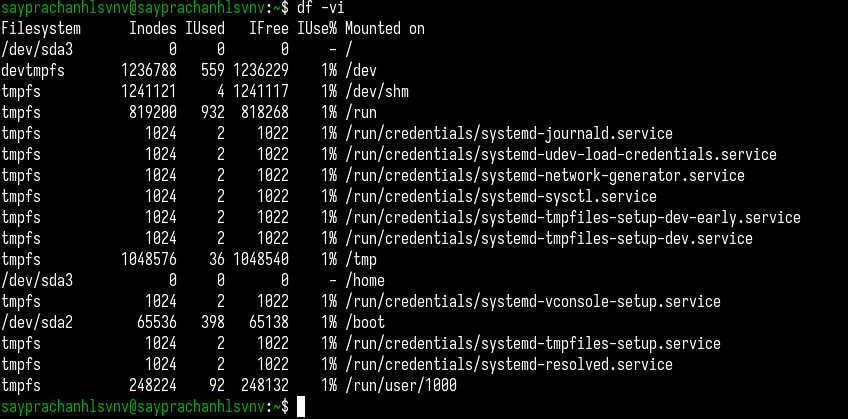 sayprachanhlsvnv@sayprachanhlsvnv:~$ df -vi
Filesystem      Inodes IUsed   IFree IUse% Mounted on
/dev/sda3            0     0       0     - /
devtmpfs       1236788   559 1236229    1% /dev
tmpfs          1241121     4 1241117    1% /dev/shm
tmpfs           819200   932  818268    1% /run
tmpfs             1024     2    1022    1% /run/credentials/systemd-journald.service
tmpfs             1024     2    1022    1% /run/credentials/systemd-udev-load-credentials.service
tmpfs             1024     2    1022    1% /run/credentials/systemd-network-generator.service
tmpfs             1024     2    1022    1% /run/credentials/systemd-sysctl.service
tmpfs             1024     2    1022    1% /run/credentials/systemd-tmpfiles-setup-dev-early.service
tmpfs             1024     2    1022    1% /run/credentials/systemd-tmpfiles-setup-dev.service
tmpfs          1048576    36 1048540    1% /tmp
/dev/sda3            0     0       0     - /home
tmpfs             1024     2    1022    1% /run/credentials/systemd-vconsole-setup.service
/dev/sda2        65536   398   65138    1% /boot
tmpfs             1024     2    1022    1% /run/credentials/systemd-tmpfiles-setup.service
tmpfs             1024     2    1022    1% /run/credentials/systemd-resolved.service
tmpfs           248224    92  248132    1% /run/user/1000
sayprachanhlsvnv@sayprachanhlsvnv:~$